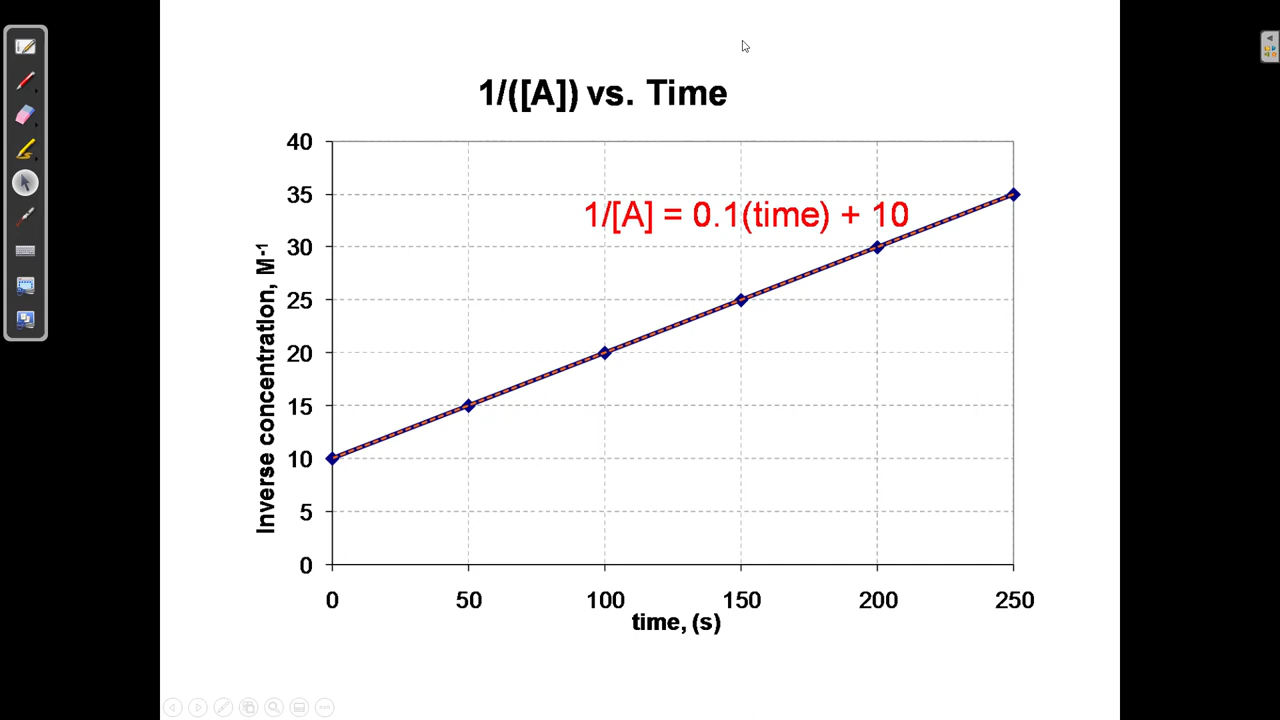 1/([A]) vs. Time
40
35
1/[A] = 0.1(time) + 10
30
25
20
15
10
5
0
Inverse concentration, M-1
0 50 100 150 200 250
time, (s)